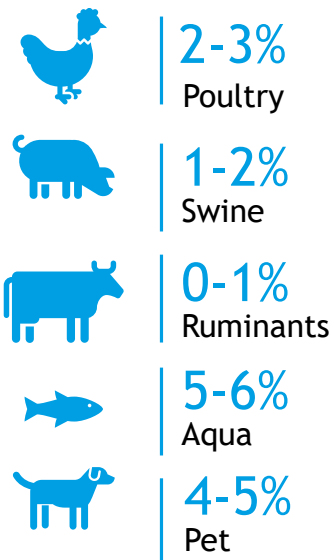 2-3%
Poultry
1-2%
Swine
0-1%
Ruminants
5-6%
Aqua
4-5%
Pet